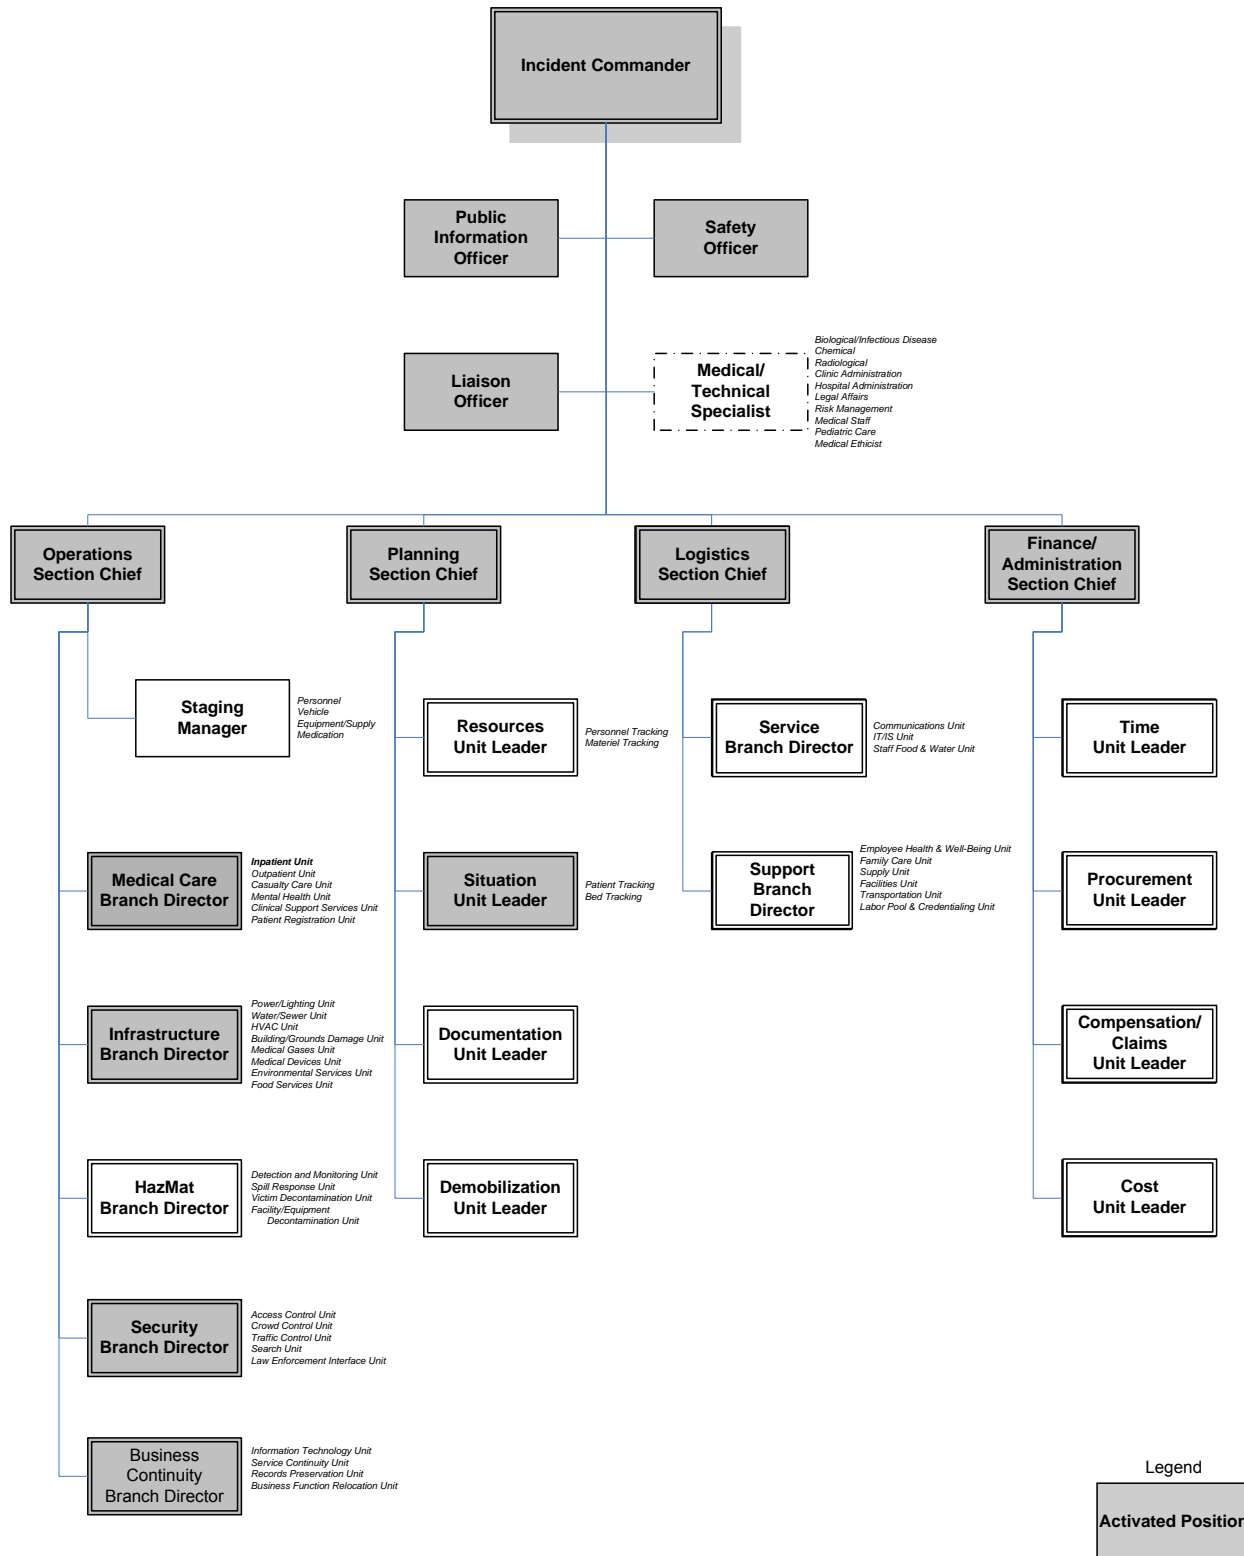 Incident Commander
Public
Information
Officer
Safety
Officer
Liaison
Officer
Medical/
Technical
Specialist
Biological/Infectious Disease
Chemical
Radiological
Clinic Administration
Hospital Administration
Legal Affairs
Risk Management
Medical Staff
Pediatric Care
Medical Ethicist
Operations
Section Chief
Planning
Section Chief
Logistics
Section Chief
Finance/
Administration
Section Chief
Staging
Manager
Personnel
Vehicle
Equipment/Supply
Medication
Resources
Unit Leader
Personnel Tracking
Materiel Tracking
Service
Branch Director
Communications Unit
IT/IS Unit
Staff Food & Water Unit
Time
Unit Leader
Medical Care
Branch Director
Inpatient Unit
Outpatient Unit
Casualty Care Unit
Mental Health Unit
Clinical Support Services Unit
Patient Registration Unit
Situation
Unit Leader
Patient Tracking
Bed Tracking
Support
Branch
Director
Employee Health & Well-Being Unit
Family Care Unit
Supply Unit
Facilities Unit
Transportation Unit
Labor Pool & Credentialing Unit
Procurement
Unit Leader
Infrastructure
Branch Director
Power/Lighting Unit
Water/Sewer Unit
HVAC Unit
Building/Grounds Damage Unit
Medical Gases Unit
Medical Devices Unit
Environmental Services Unit
Food Services Unit
Documentation
Unit Leader
Compensation/
Claims
Unit Leader
HazMat
Branch Director
Detection and Monitoring Unit
Spill Response Unit
Victim Decontamination Unit
Facility/Equipment
Decontamination Unit
Demobilization
Unit Leader
Cost
Unit Leader
Security
Branch Director
Access Control Unit
Crowd Control Unit
Traffic Control Unit
Search Unit
Law Enforcement Interface Unit
Business
Continuity
Branch Director
Information Technology Unit
Service Continuity Unit
Records Preservation Unit
Business Function Relocation Unit
Legend
Activated Position